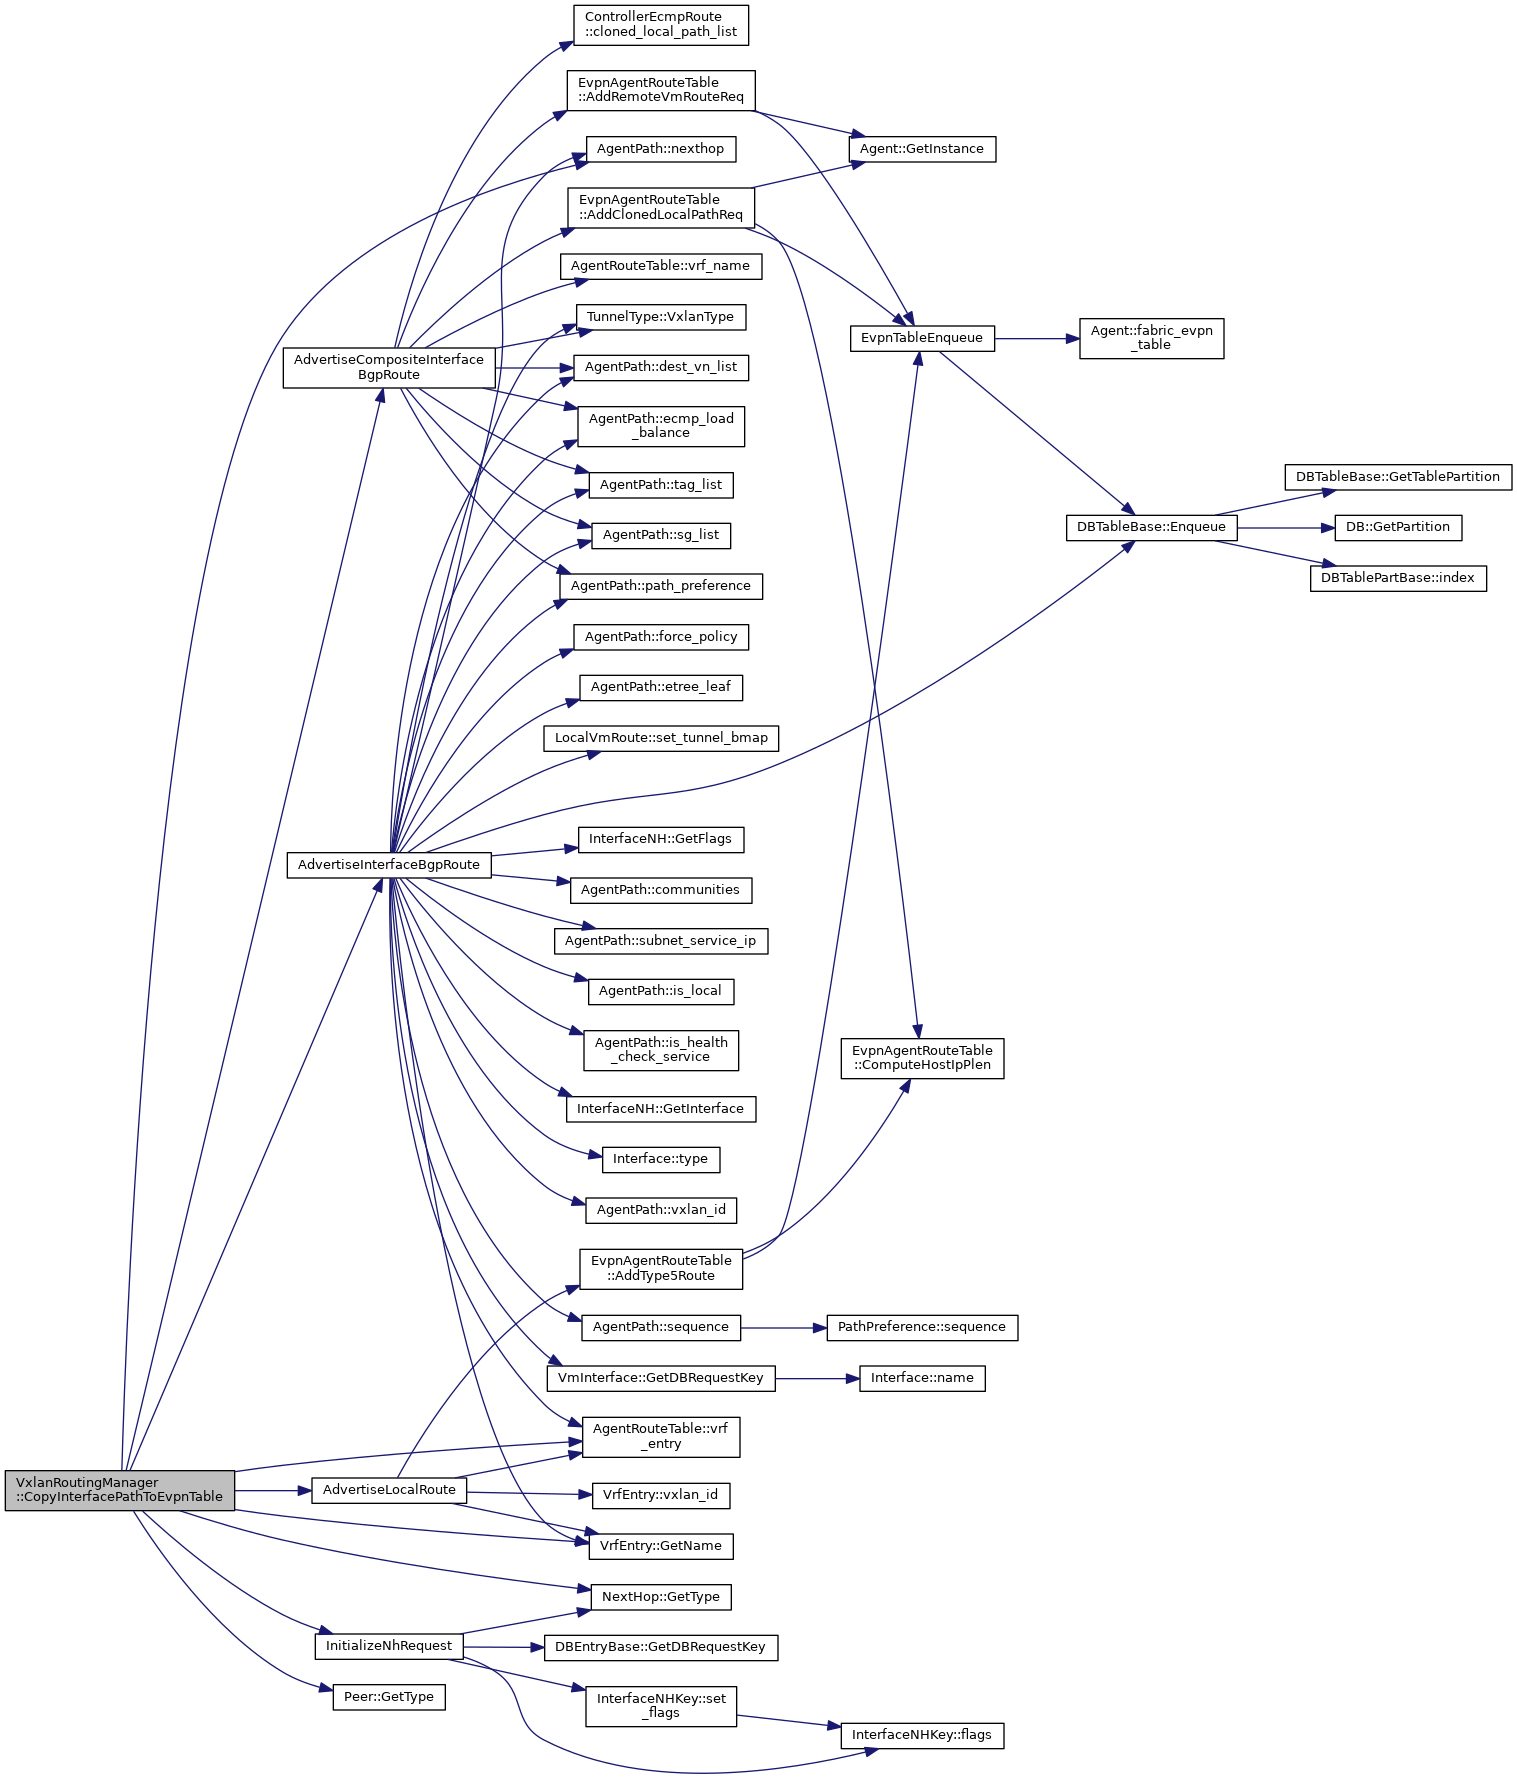 ControllerEcmpRoute
::cloned_local_path_list
EvpnAgentRouteTable
::AddRemoteVmRouteReq
AgentPath::nexthop
Agent::GetInstance
EvpnAgentRouteTable
::AddClonedLocalPathReq
AgentRouteTable::vrf_name
TunnelType::VxlanType
EvpnTableEnqueue
Agent::fabric_evpn
_table
AdvertiseCompositeInterface
BgpRoute
AgentPath::dest_vn_list
AgentPath::ecmp_load
_balance
AgentPath::tag_list
DBTableBase::GetTablePartition
AgentPath::sg_list
DBTableBase::Enqueue
DB::GetPartition
DBTablePartBase::index
AgentPath::path_preference
AgentPath::force_policy
AgentPath::etree_leaf
LocalVmRoute::set_tunnel_bmap
InterfaceNH::GetFlags
AdvertiseInterfaceBgpRoute
AgentPath::communities
AgentPath::subnet_service_ip
AgentPath::is_local
AgentPath::is_health
_check_service
EvpnAgentRouteTable
::ComputeHostIpPlen
InterfaceNH::GetInterface
Interface::type
AgentPath::vxlan_id
EvpnAgentRouteTable
::AddType5Route
AgentPath::sequence
PathPreference::sequence
VmInterface::GetDBRequestKey
Interface::name
AgentRouteTable::vrf
_entry
VxlanRoutingManager
::CopyInterfacePathToEvpnTable
AdvertiseLocalRoute
VrfEntry::vxlan_id
VrfEntry::GetName
NextHop::GetType
InitializeNhRequest
DBEntryBase::GetDBRequestKey
Peer::GetType
InterfaceNHKey::set
_flags
InterfaceNHKey::flags